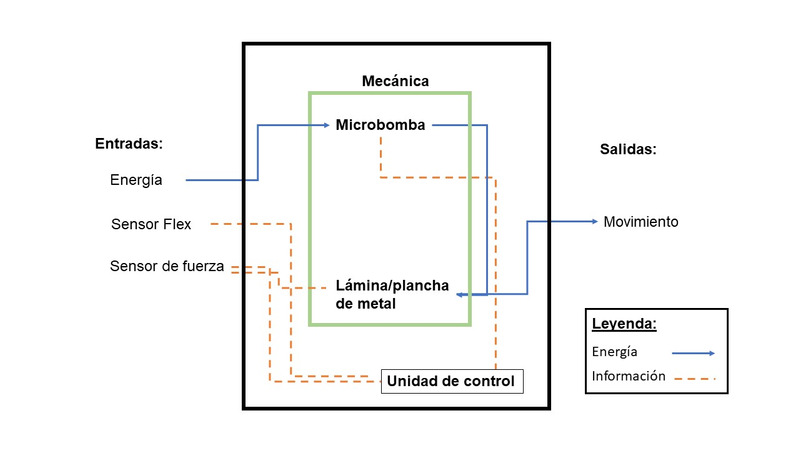 Mecánica
Microbomba
Entradas:
Energía
Sensor Flex
Sensor de fuerza
Lámina/plancha
de metal
Unidad de control
Salidas:
Movimiento
Leyenda:
Energía
Información